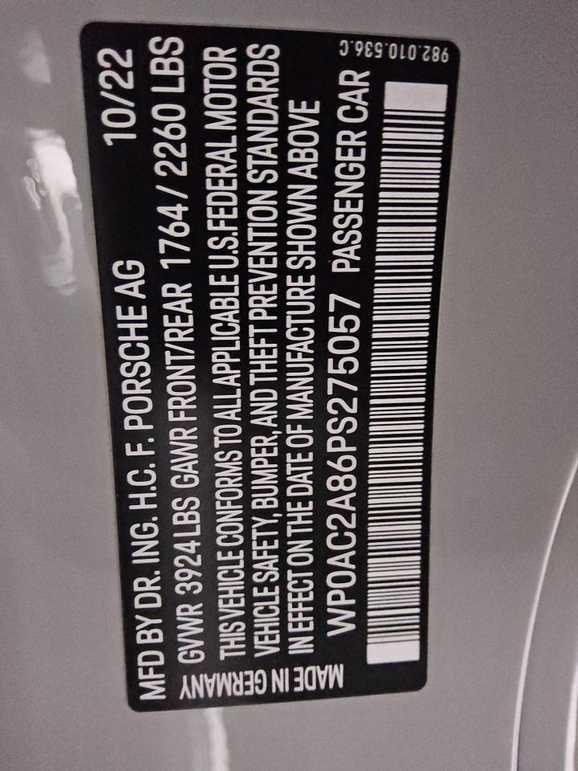 MFD BY DR. ING. H.C. F. PORSCHE AG 10/22
GVWR 3924 LBS GAWR FRONT/REAR 1764 / 2260 LBS
THIS VEHICLE CONFORMS TO ALL APPLICABLE U.S.FEDERAL MOTOR
VEHICLE SAFETY, BUMPER, AND THEFT PREVENTION STANDARDS
IN EFFECT ON THE DATE OF MANUFACTURE SHOWN ABOVE
WP0AC2A86PS275057 PASSENGER CAR
MADE IN GERMANY
982.010.536.C